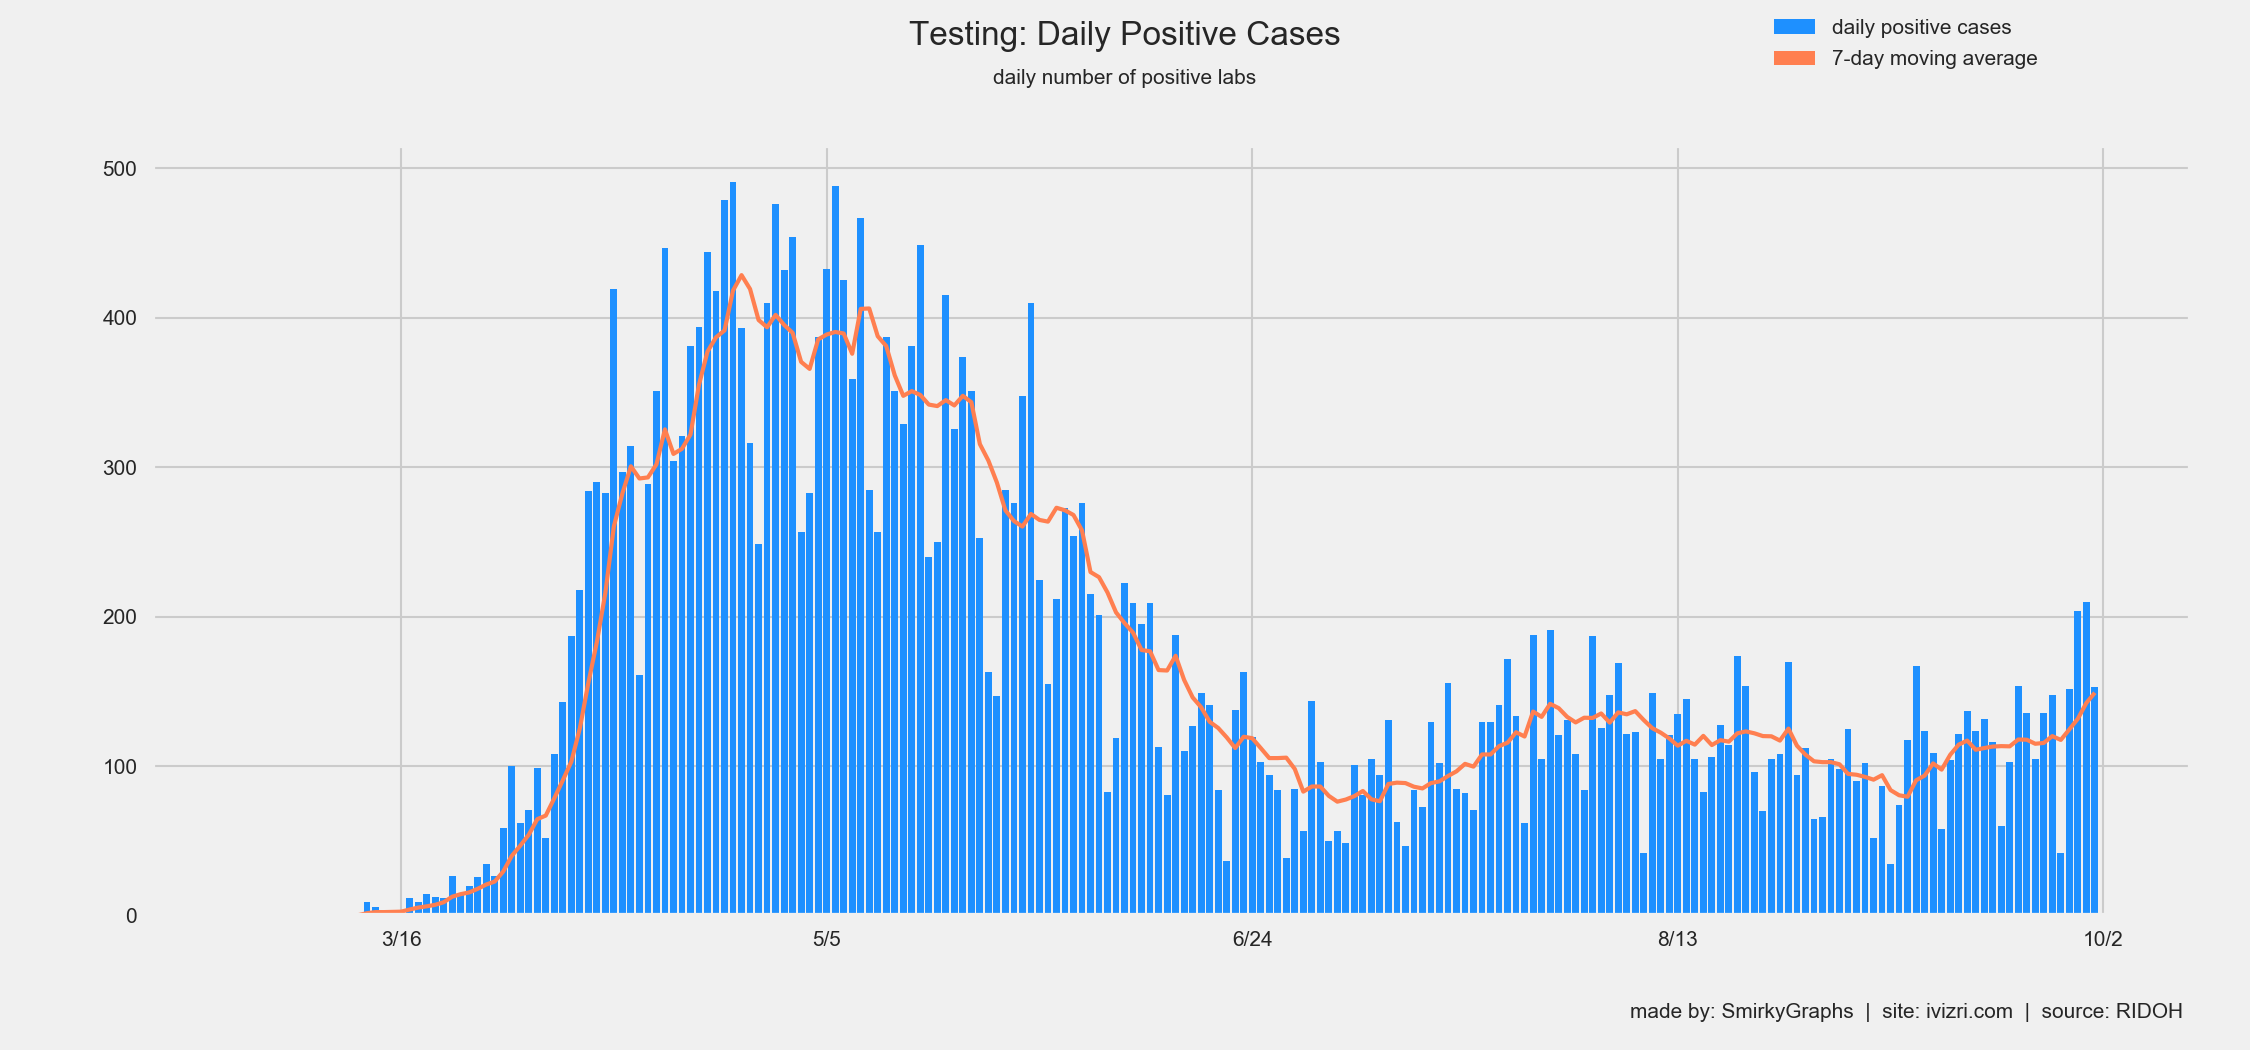 Testing: Daily Positive Cases
daily number of positive labs
daily positive cases
7-day moving average
500
400
300
200
100
0
3/16 5/5 6/24 8/13 10/2
made by: SmirkyGraphs | site: ivizri.com | source: RIDOH